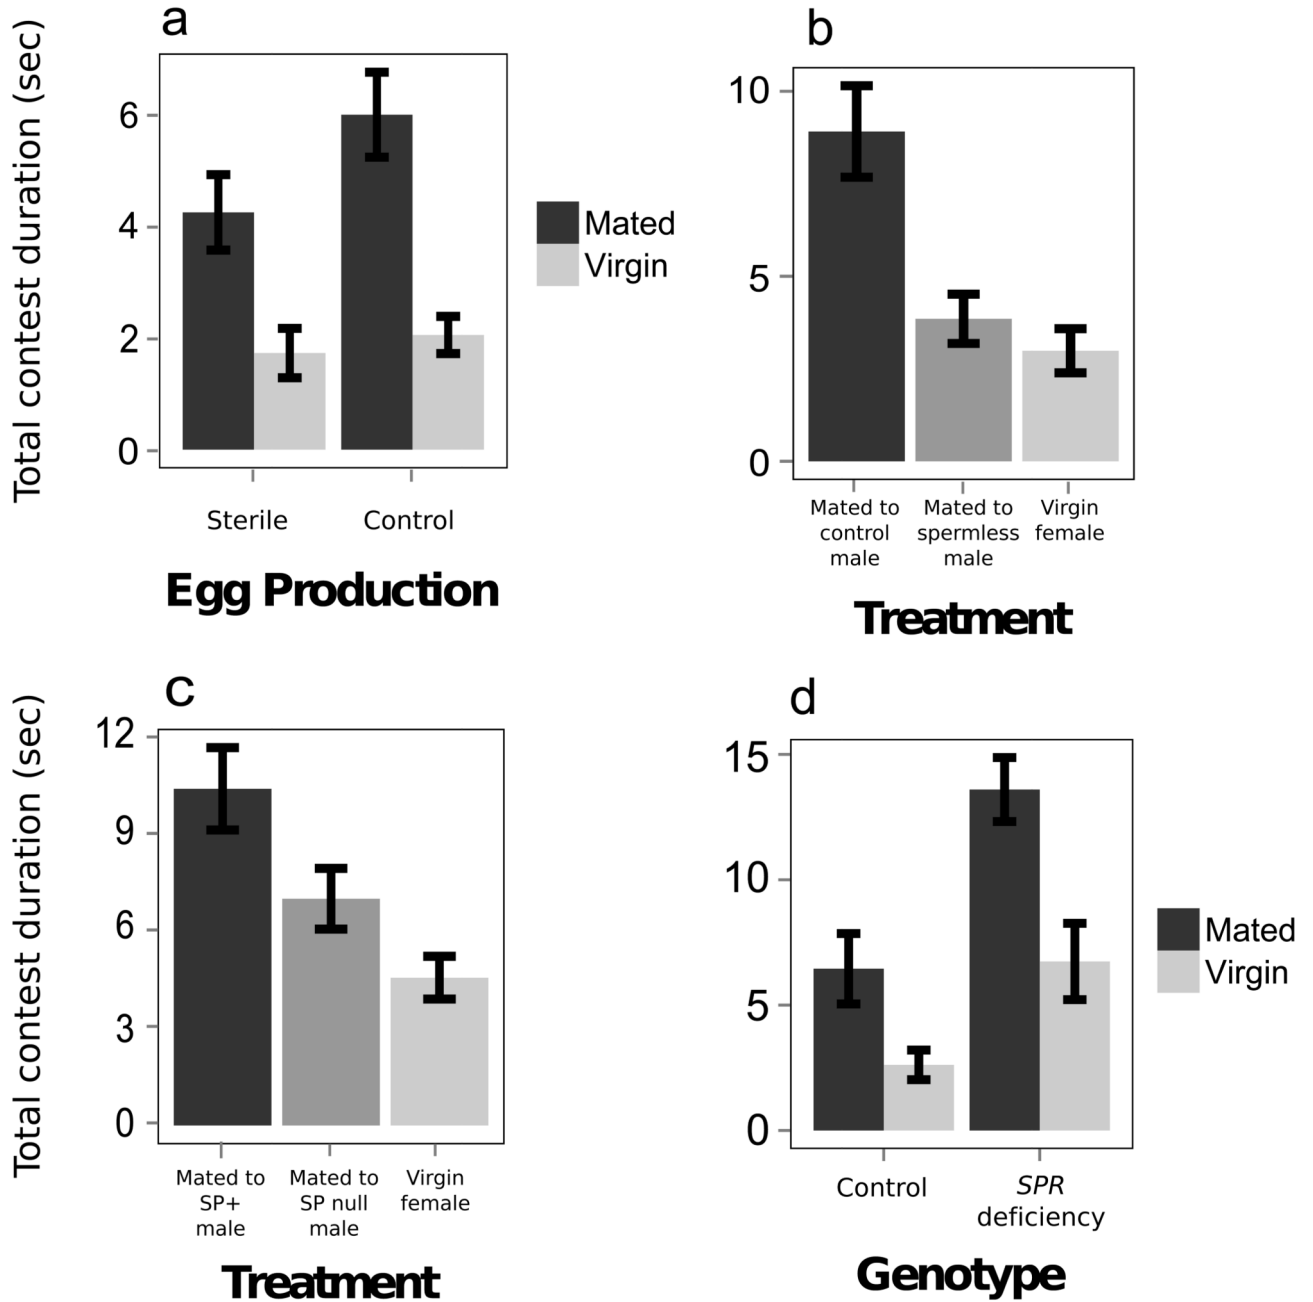 a
Total contest duration (sec)
6
4
2
0
Sterile
Control
Egg Production
Mated
Virgin
b
10
5
0
Mated to
control
male
Mated to
spermless
male
Virgin
female
Treatment
c
Total contest duration (sec)
12
9
6
3
0
Mated to
SP+
male
Mated to
SP null
male
Virgin
female
Treatment
d
15
10
5
0
Control
SPR
deficiency
Genotype
Mated
Virgin